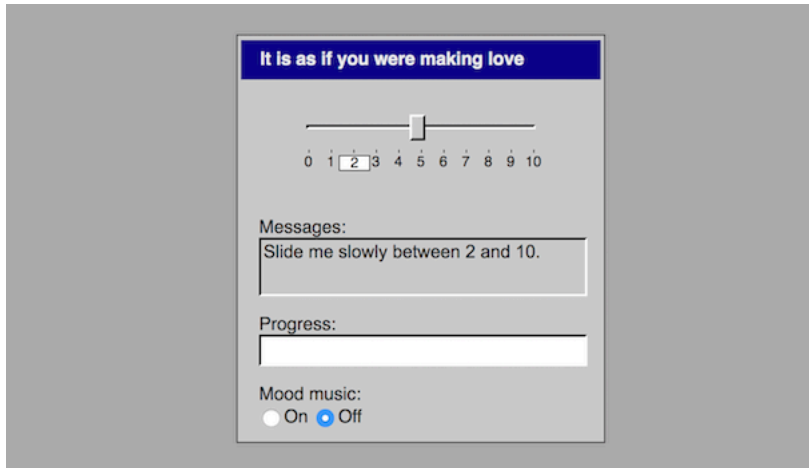 It is as if you were making love
0 1 2 3 4 5 6 7 8 9 10
Messages:
Slide me slowly between 2 and 10.
Progress:
Mood music:
On Off